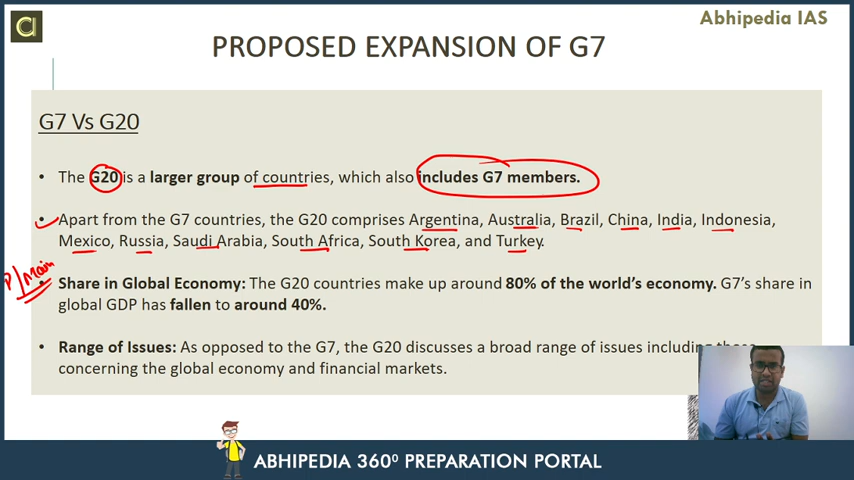 Abhipedia IAS
PROPOSED EXPANSION OF G7
G7 Vs G20
• The G20 is a larger group of countries, which also includes G7 members.
• Apart from the G7 countries, the G20 comprises Argentina, Australia, Brazil, China, India, Indonesia,
Mexico, Russia, Saudi Arabia, South Africa, South Korea, and Turkey.
P/Main
• Share in Global Economy: The G20 countries make up around 80% of the world's economy. G7's share in
global GDP has fallen to around 40%.
• Range of Issues: As opposed to the G7, the G20 discusses a broad range of issues including
concerning the global economy and financial markets.
ABHIPEDIA 360⁰ PREPARATION PORTAL